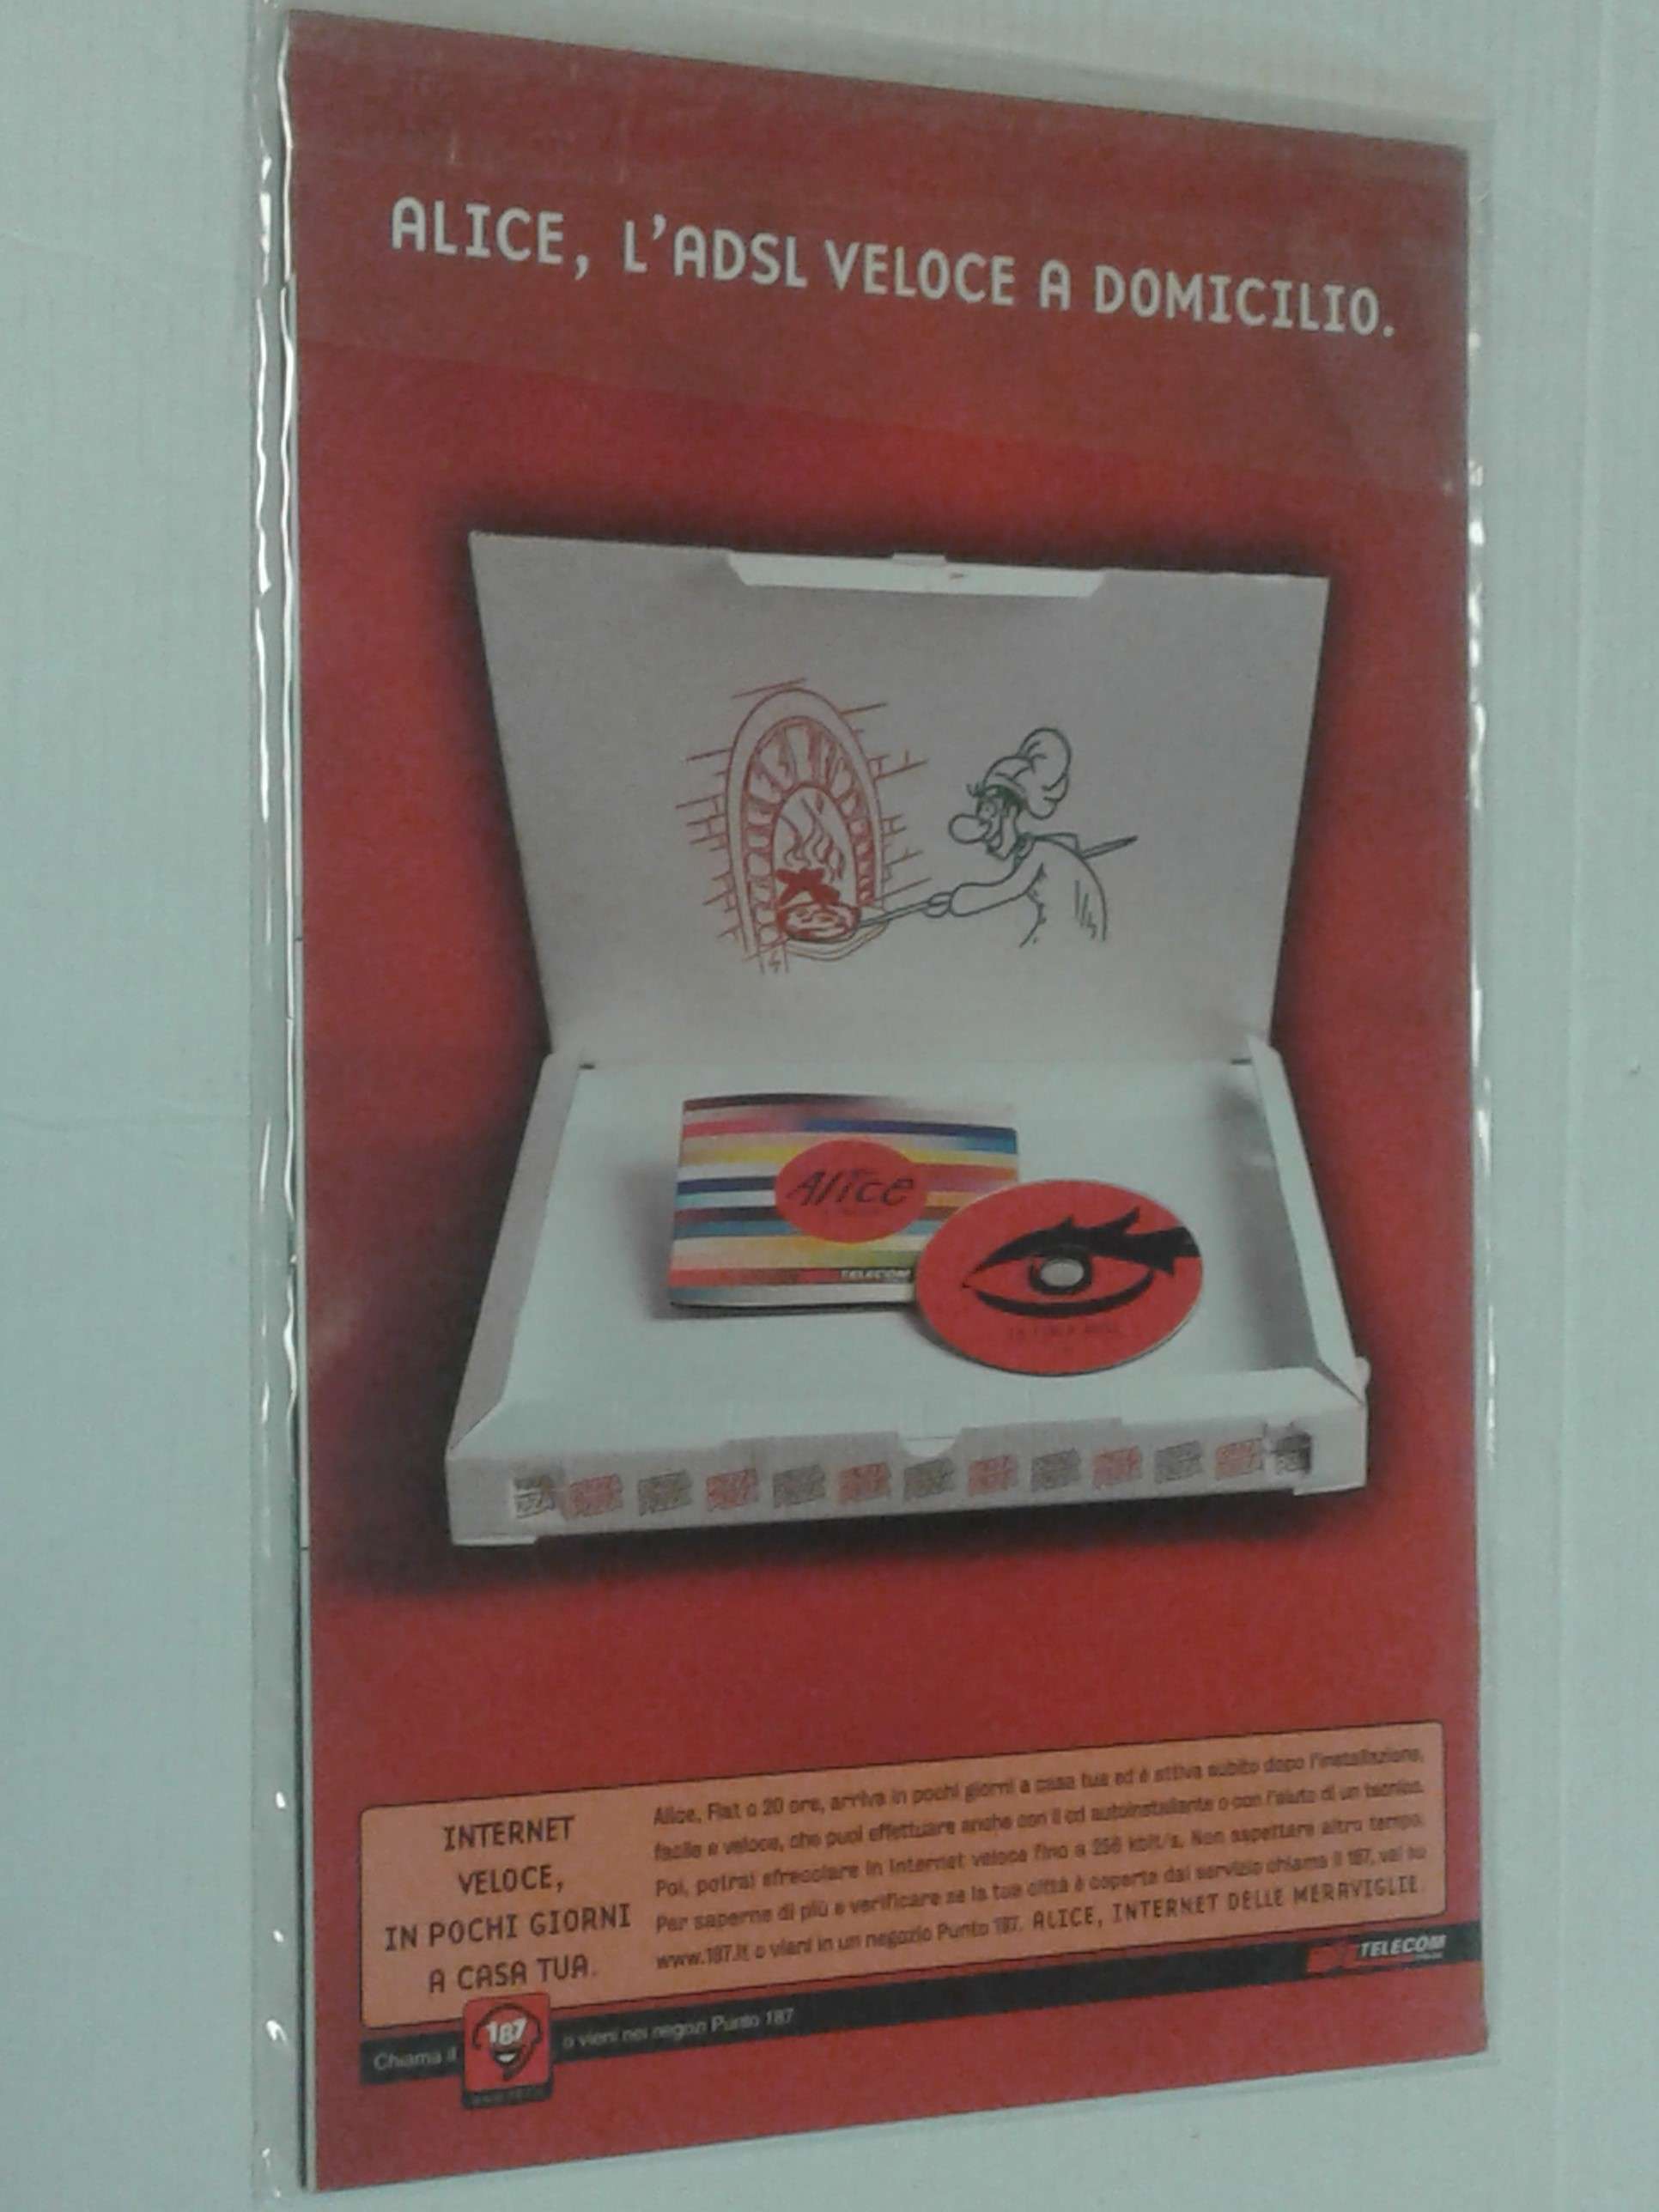 ALICE, L'ADSL VELOCE A DOMICILIO.
Alice
TELECOM
INTERNET
VELOCE,
IN POCHI GIORNI
A CASA TUA.
Alice, Flat o 20 ore, arriva in pochi giorni a casa tua ed è attiva subito dopo l'installazione,
facile e veloce, che puoi effettuare anche con il cd autoinstallante o con l'aiuto di un tecnico.
Poi, potrai sfrecciare in Internet veloce fino a 256 kbit/s. Non aspettare altro tempo.
Per saperne di più e verificare se la tua città è coperta dal servizio chiama il 187, vai su
www.187.it o vieni in un negozio Punto 187. ALICE, INTERNET DELLE MERAVIGLIE.
TELECOM
Chiama il 187 o vieni nei negozi Punto 187